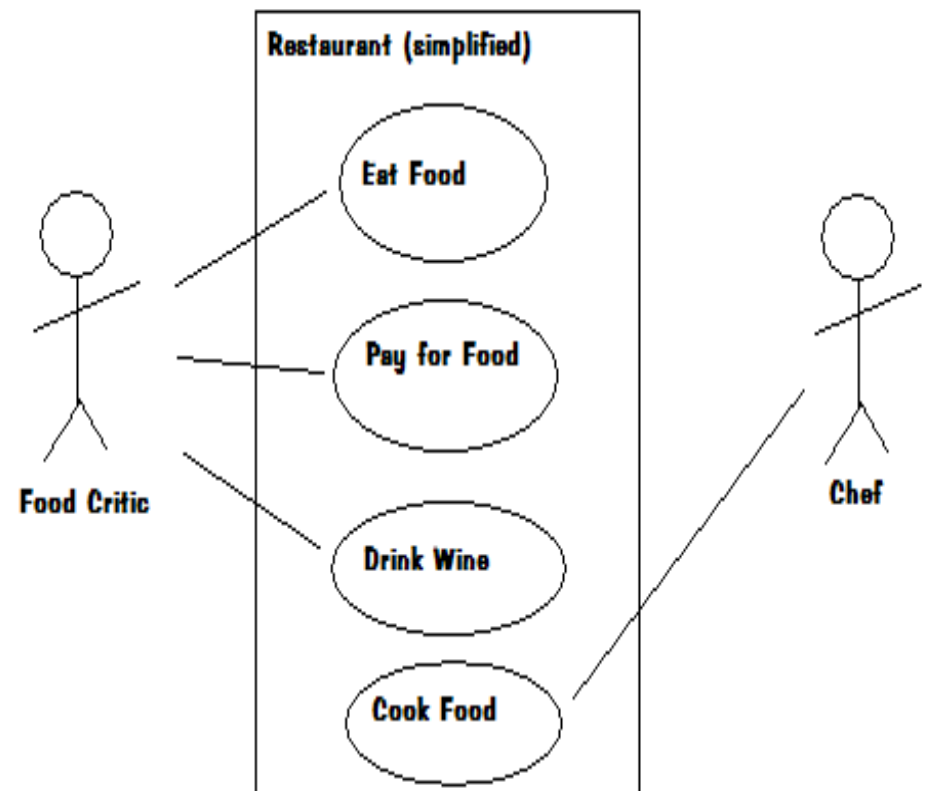 Restaurant (simplified)
Eat Food
Pay for Food
Food Critic
Chef
Drink Wine
Cook Food